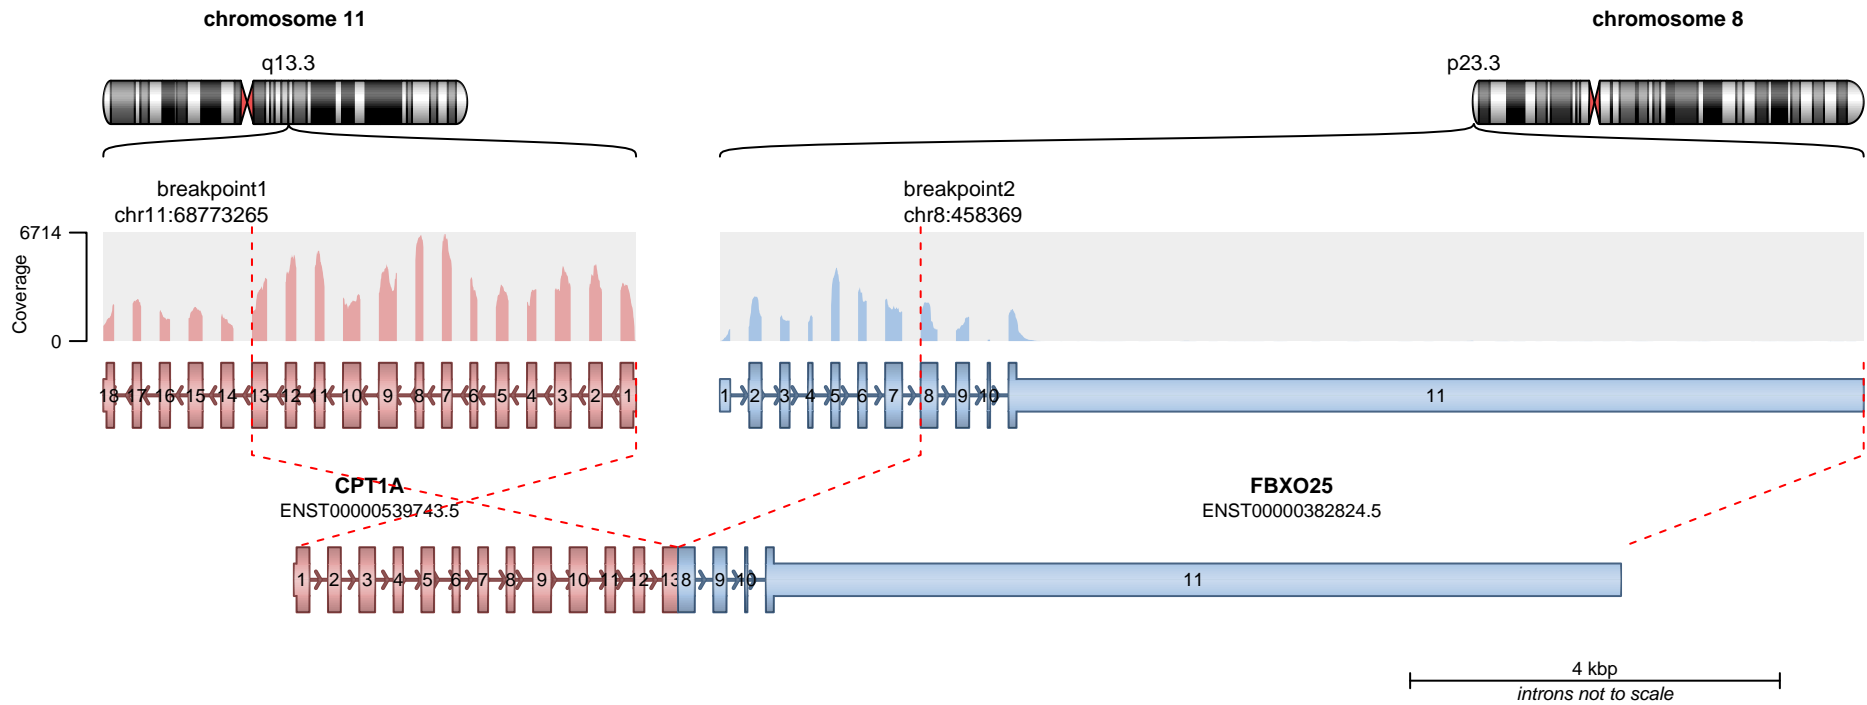 chromosome 11
chromosome 8
q13.3
p23.3
breakpoint1
chr11:68773265
breakpoint2
chr8:458369
6714
Coverage
0
18 17 16 15 14 13 12 11 10 9 8 7 6 5 4 3 2 1
1 2 3 4 5 6 7 8 9 10 11
CPT1A
ENST00000539743.5
FBXO25
ENST00000382824.5
1 2 3 4 5 6 7 8 9 10 11 12 13 8 9 10 11
4 kbp
introns not to scale